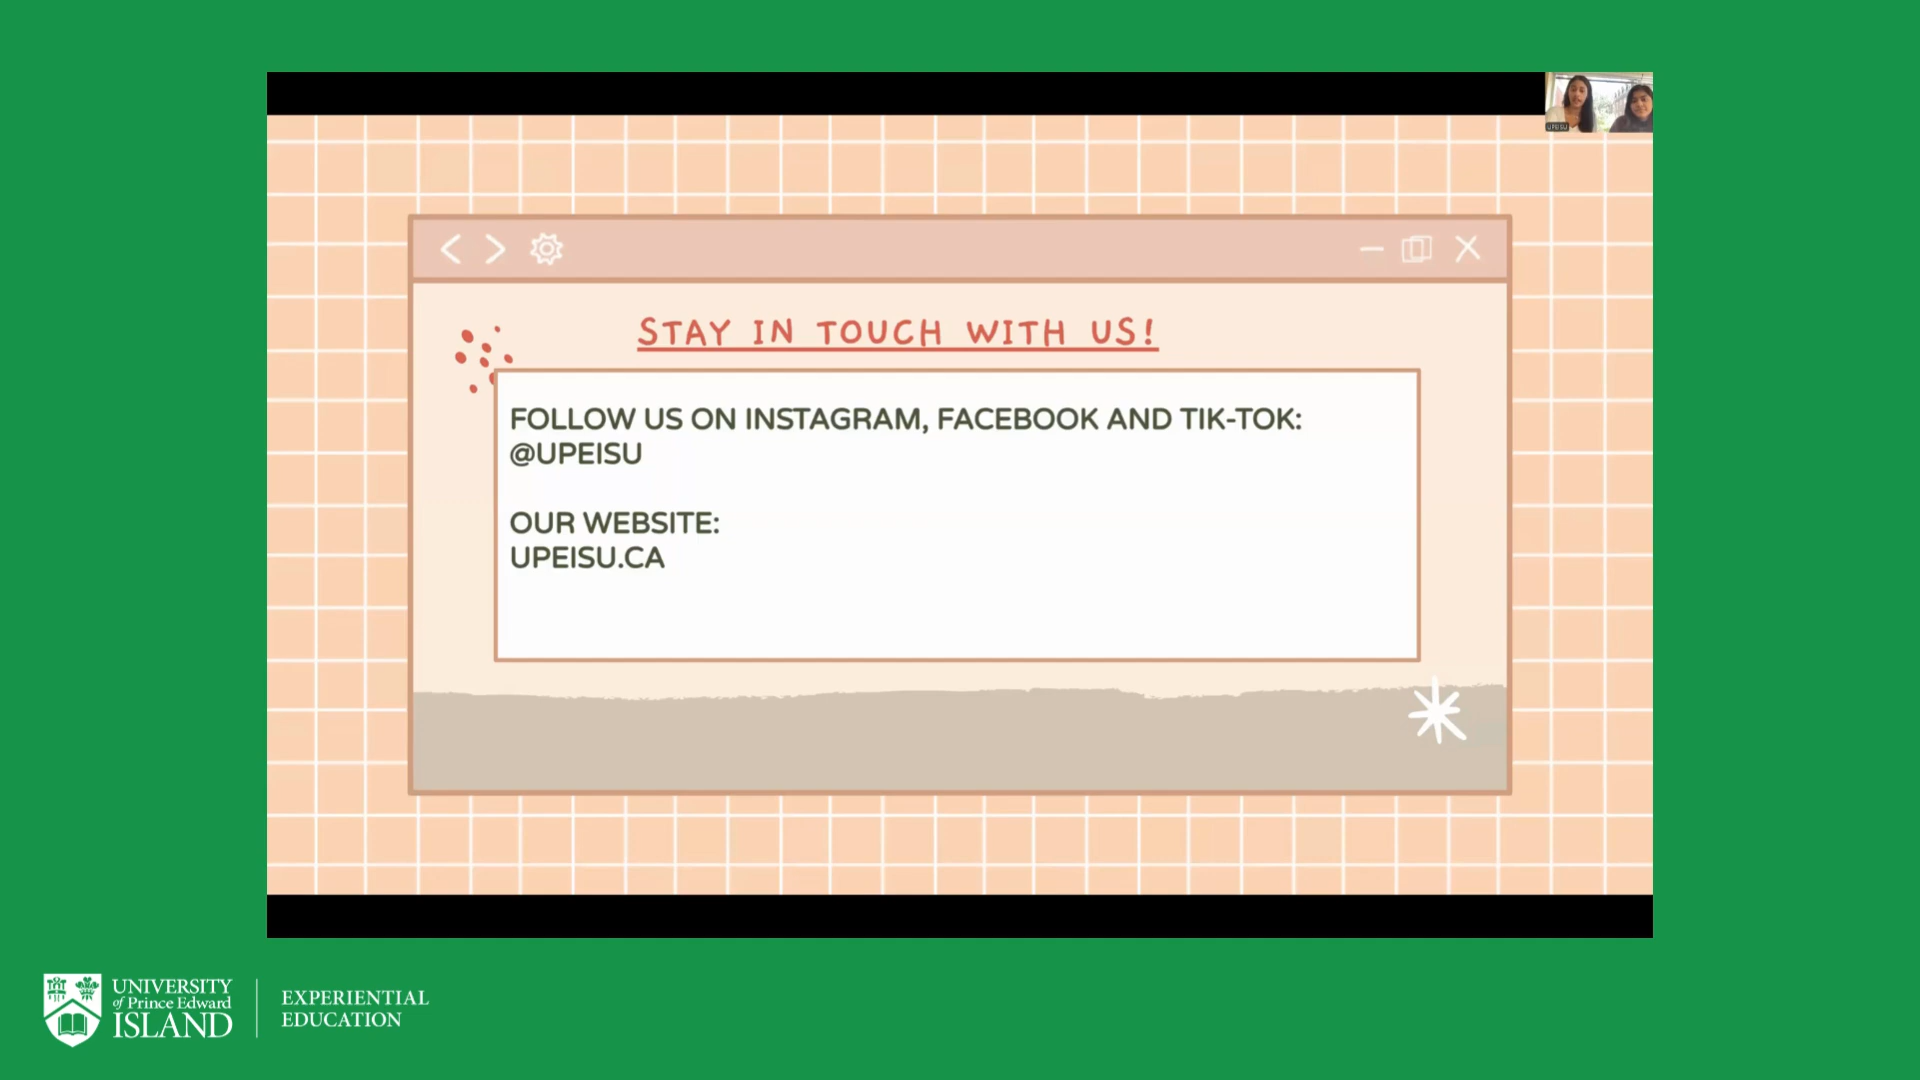 UPEISU
STAY IN TOUCH WITH US!
FOLLOW US ON INSTAGRAM, FACEBOOK AND TIK-TOK:
@UPEISU
OUR WEBSITE:
UPEISU.CA
UNIVERSITY
of Prince Edward
ISLAND
EXPERIENTIAL
EDUCATION